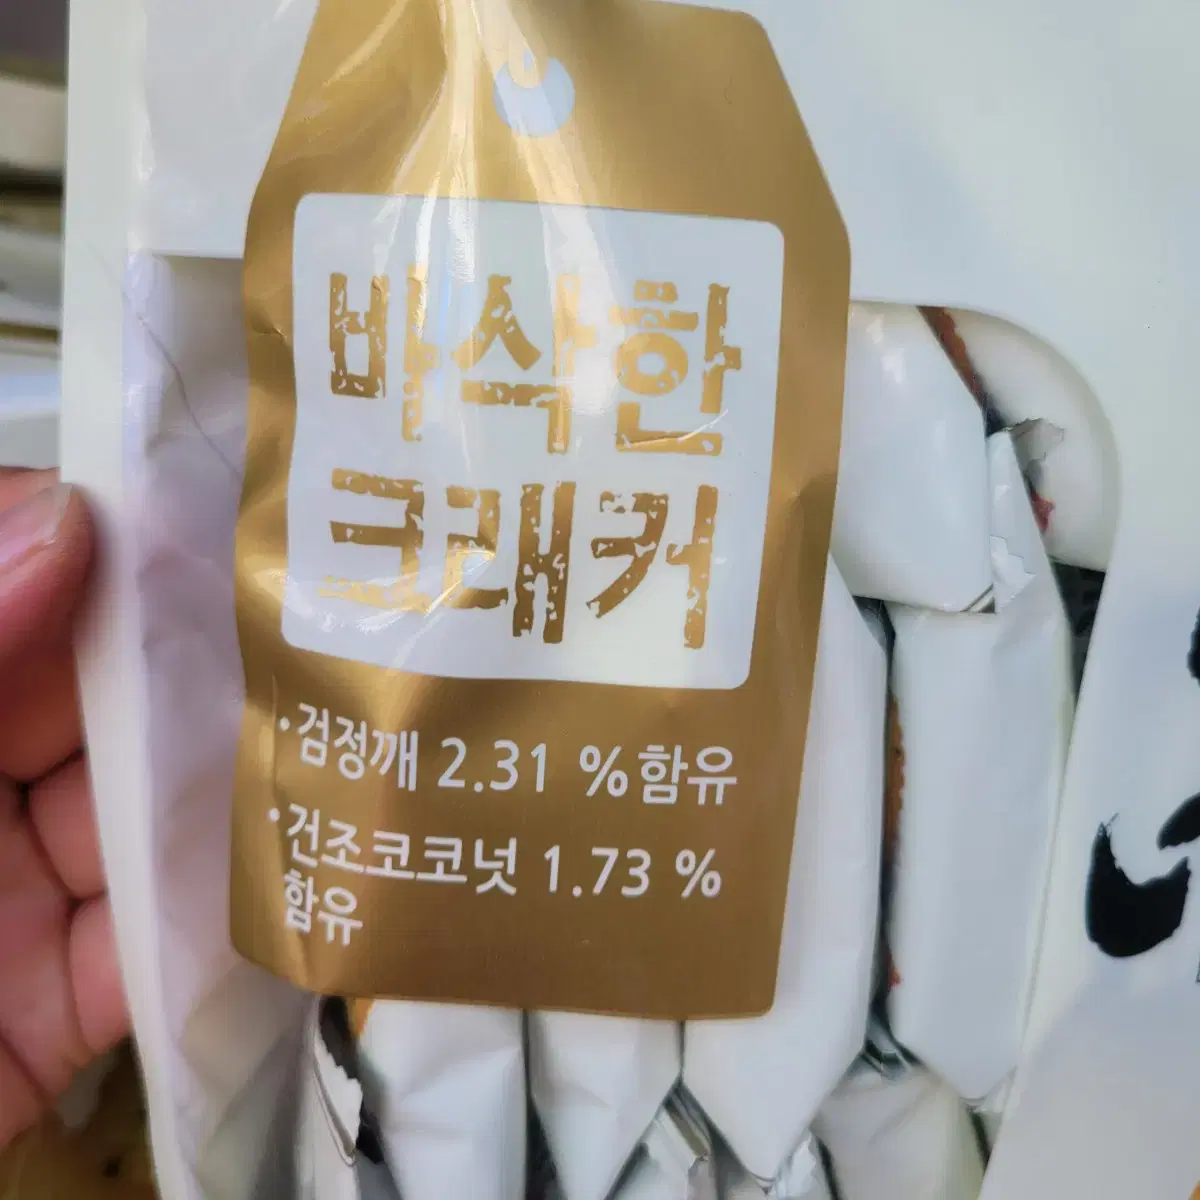 바삭한
크래커
·검정깨 2.31 %함유
·건조코코넛 1.73 %
함유